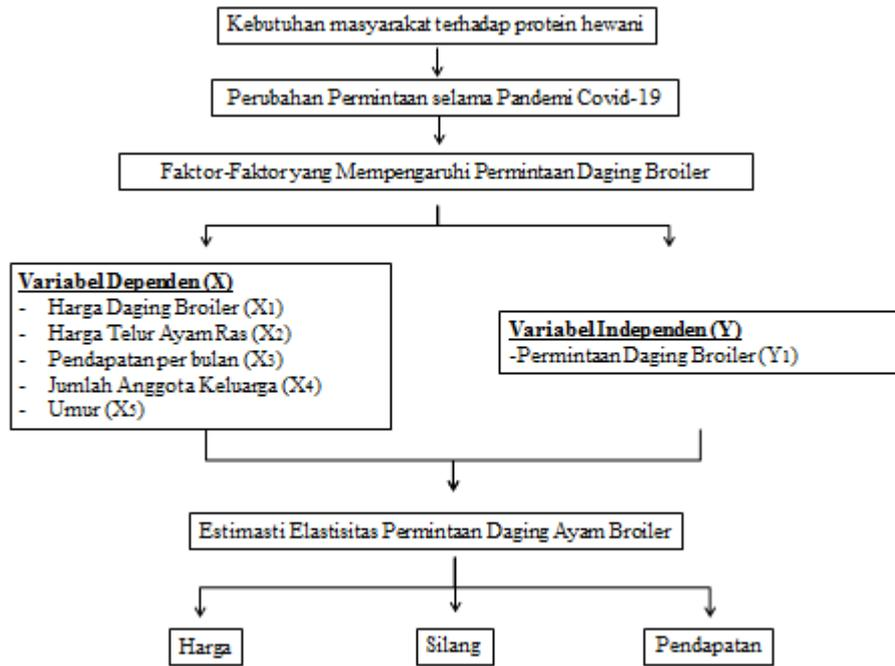 Kebutuhan masyarakat terhadap protein hewani
Perubahan Permintaan selama Pandemi Covid-19
Faktor-Faktor yang Mempengaruhi Permintaan Daging Broiler
Variabel Dependen (X)
- Harga Daging Broiler (X1)
- Harga Telur Ayam Ras (X2)
- Pendapatan per bulan (X3)
- Jumlah Anggota Keluarga (X4)
- Umur (X5)
Variabel Independen (Y)
-Permintaan Daging Broiler (Y1)
Estimasti Elastisitas Permintaan Daging Ayam Broiler
Harga
Silang
Pendapatan